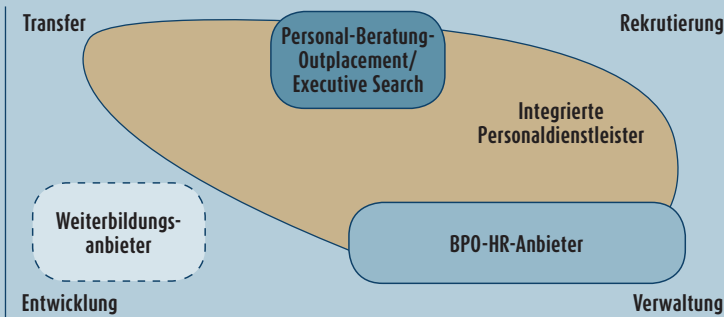 Transfer
Rekrutierung
Personal-Beratung-
Outplacement/
Executive Search
Integrierte
Personaldienstleister
Weiterbildungs-
anbieter
BPO-HR-Anbieter
Entwicklung
Verwaltung